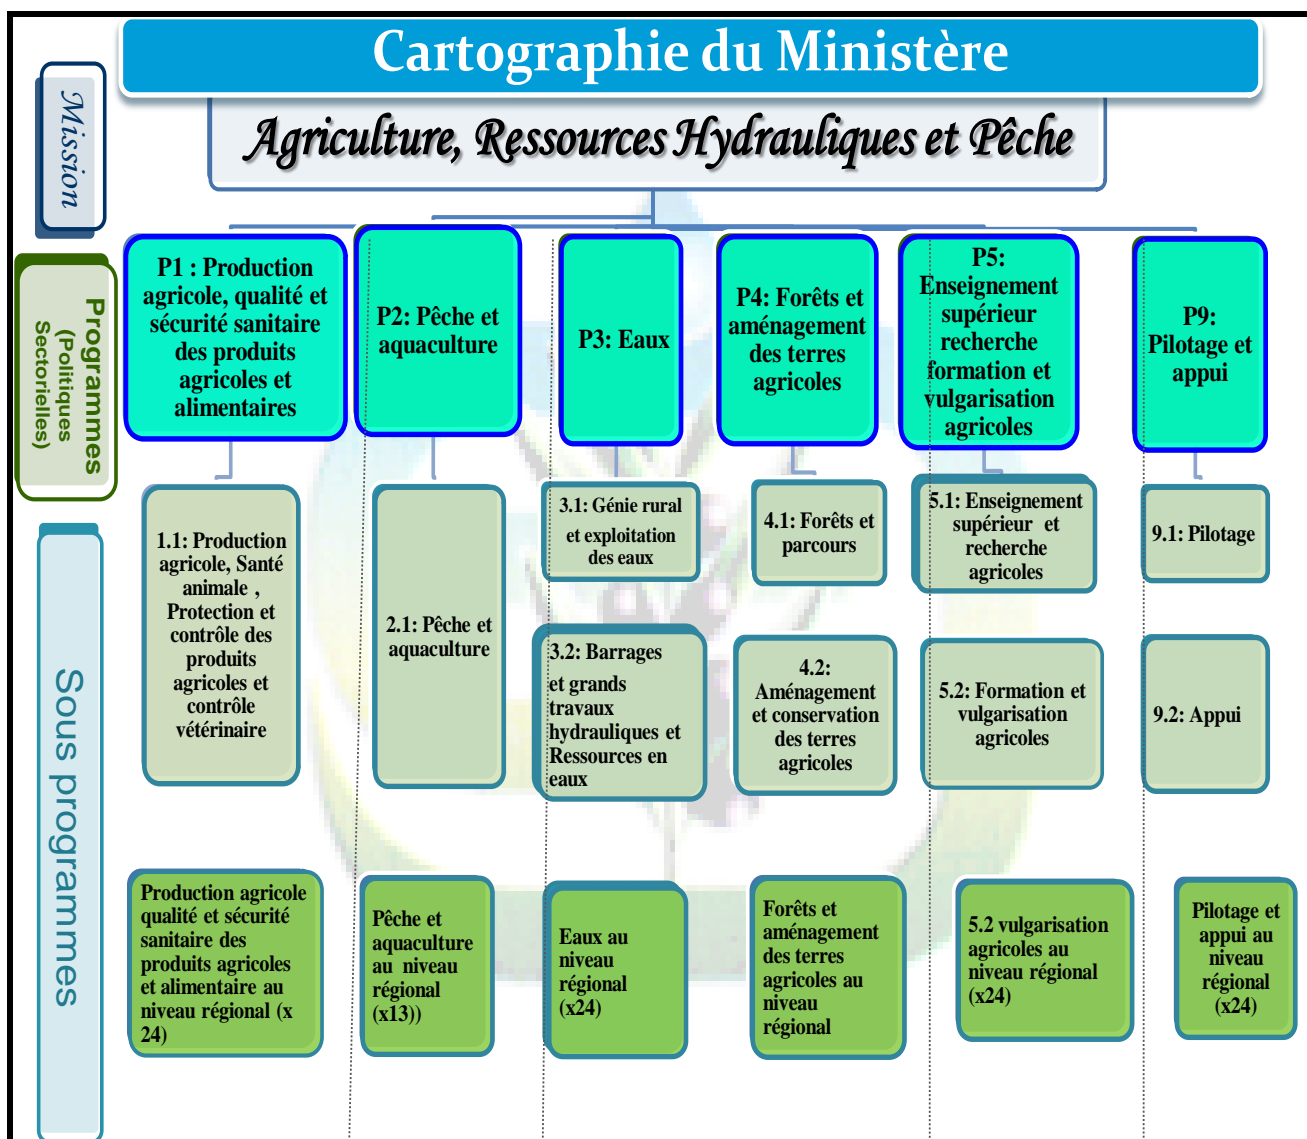 Cartographie du Ministère
Mission
Agriculture, Ressources Hydrauliques et Pêche
Programmes
(Politiques
Sectorielles)
P1 : Production
agricole, qualité et
sécurité sanitaire
des produits
agricoles et
alimentaires
P2: Pêche et
aquaculture
P3: Eaux
P4: Forêts et
aménagement
des terres
agricoles
P5:
Enseignement
supérieur
recherche
formation et
vulgarisation
agricoles
P9:
Pilotage et
appui
Sous programmes
1.1: Production
agricole, Santé
animale ,
Protection et
contrôle des
produits
agricoles et
contrôle
vétérinaire
2.1: Pêche et
aquaculture
3.1: Génie rural
et exploitation
des eaux
4.1: Forêts et
parcours
5.1: Enseignement
supérieur et
recherche
agricoles
9.1: Pilotage
3.2: Barrages
et grands
travaux
hydrauliques et
Ressources en
eaux
4.2:
Aménagement
et conservation
des terres
agricoles
5.2: Formation et
vulgarisation
agricoles
9.2: Appui
Production agricole
qualité et sécurité
sanitaire des
produits agricoles
et alimentaire au
niveau régional (x
24)
Pêche et
aquaculture
au niveau
régional
(x13))
Eaux au
niveau
régional
(x24)
Forêts et
aménagement
des terres
agricoles au
niveau
régional
5.2 vulgarisation
agricoles au
niveau régional
(x24)
Pilotage et
appui au
niveau
régional
(x24)